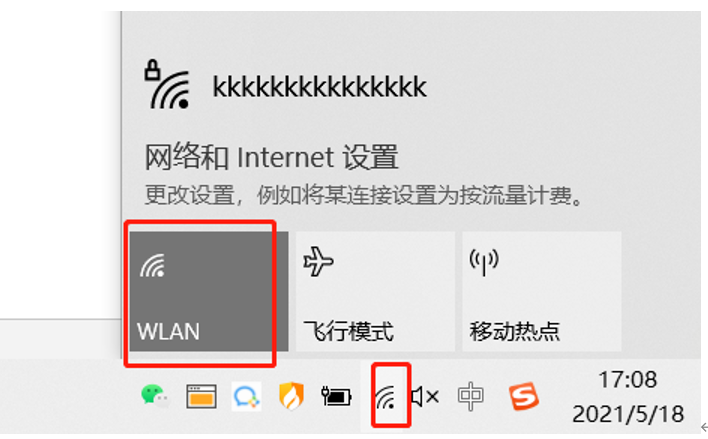 kkkkkkkkkkkkkkk
网络和 Internet 设置
更改设置，例如将某连接设置为按流量计费。
WLAN
飞行模式
移动热点
中
17:08
2021/5/18